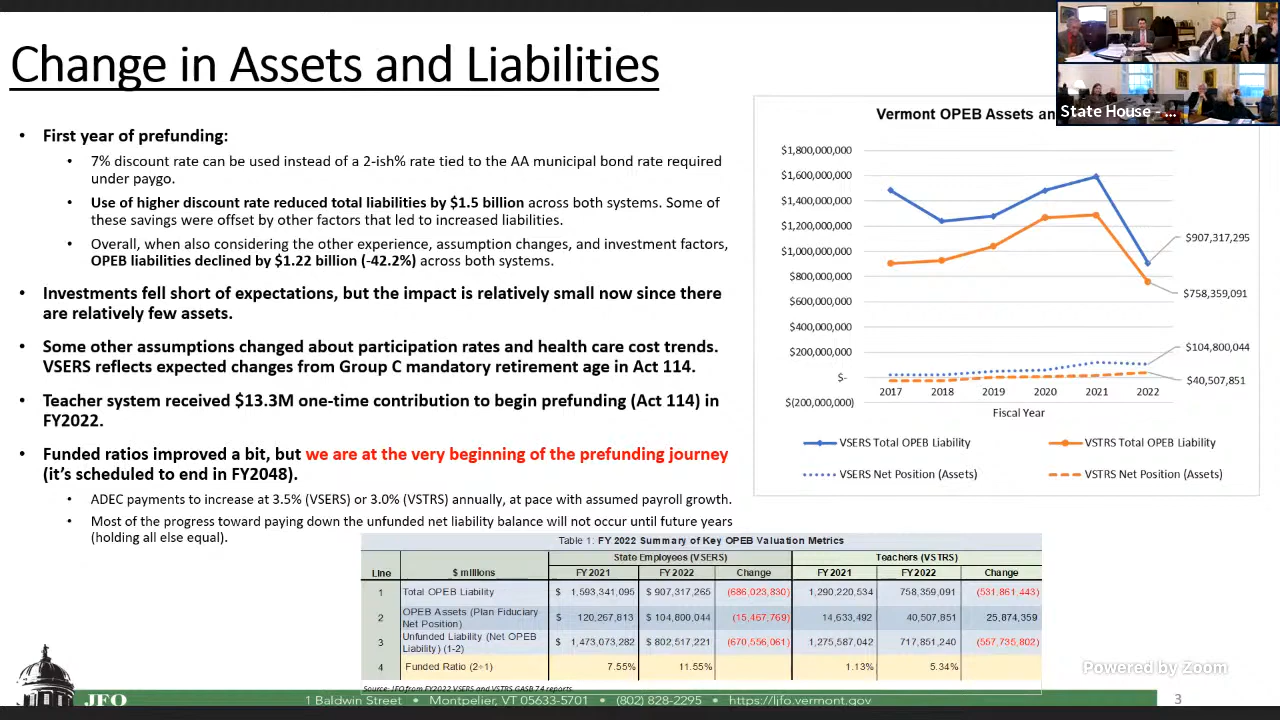 Change in Assets and Liabilities
• First year of prefunding:
• 7% discount rate can be used instead of a 2-ish% rate tied to the AA municipal bond rate required
under paygo.
• Use of higher discount rate reduced total liabilities by $1.5 billion across both systems. Some of
these savings were offset by other factors that led to increased liabilities.
• Overall, when also considering the other experience, assumption changes, and investment factors,
OPEB liabilities declined by $1.22 billion (-42.2%) across both systems.
• Investments fell short of expectations, but the impact is relatively small now since there
are relatively few assets.
• Some other assumptions changed about participation rates and health care cost trends.
VSERS reflects expected changes from Group C mandatory retirement age in Act 114.
• Teacher system received $13.3M one-time contribution to begin prefunding (Act 114) in
FY2022.
• Funded ratios improved a bit, but we are at the very beginning of the prefunding journey
(it's scheduled to end in FY2048).
• ADEC payments to increase at 3.5% (VSERS) or 3.0% (VSTRS) annually, at pace with assumed payroll growth.
• Most of the progress toward paying down the unfunded net liability balance will not occur until future years
(holding all else equal).
State House - ...
Vermont OPEB Assets an
$1,800,000,000
$1,600,000,000
$1,400,000,000
$1,200,000,000
$1,000,000,000
$800,000,000
$600,000,000
$400,000,000
$200,000,000
$-
$(200,000,000)
$907,317,295
$758,359,091
$104,800,044
$40,507,851
2017 2018 2019 2020 2021 2022
Fiscal Year
VSERS Total OPEB Liability VSTRS Total OPEB Liability
VSERS Net Position (Assets) VSTRS Net Position (Assets)
Table 1: FY 2022 Summary of Key OPEB Valuation Metrics
State Employees (VSERS) Teachers (VSTRS)
Line $ millions FY 2021 FY 2022 Change FY 2021 FY 2022 Change
1 Total OPEB Liability $ 1,593,341,095 $ 907,317,265 (686,023,830) 1,290,220,534 758,359,091 (531,861,443)
2 OPEB Assets (Plan Fiduciary
Net Position) $ 120,267,813 $ 104,800,044 (15,467,769) 14,633,492 40,507,851 25,874,359
3 Unfunded Liability (Net OPEB
Liability) (1-2) $ 1,473,073,282 $ 802,517,221 (670,556,061) 1,275,587,042 717,851,240 (557,735,802)
4 Funded Ratio (2÷1) 7.55% 11.55% 1.13% 5.34%
Source: JFO from FY2022 VSERS and VSTRS GASB 74 reports.
Powered by Zoom
JFO
1 Baldwin Street • Montpelier, VT 05633-5701 • (802) 828-2295 • https://ljfo.vermont.gov
3